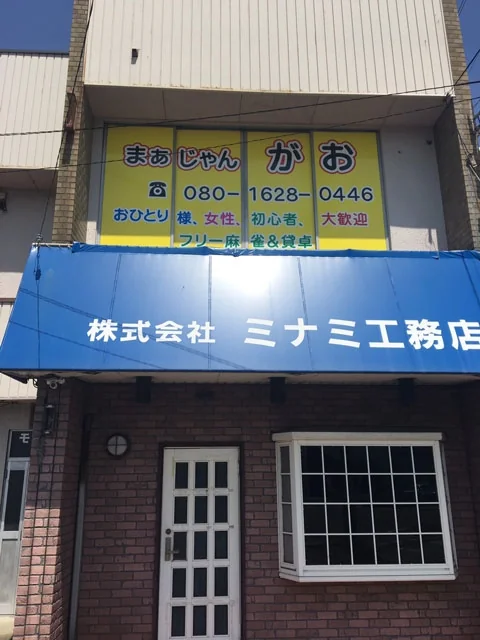 まぁじゃん がお
☎ 080-1628-0446
おひとり様、女性、初心者、大歓迎
フリー麻雀&貸卓
株式会社 ミナミ工務店
モ